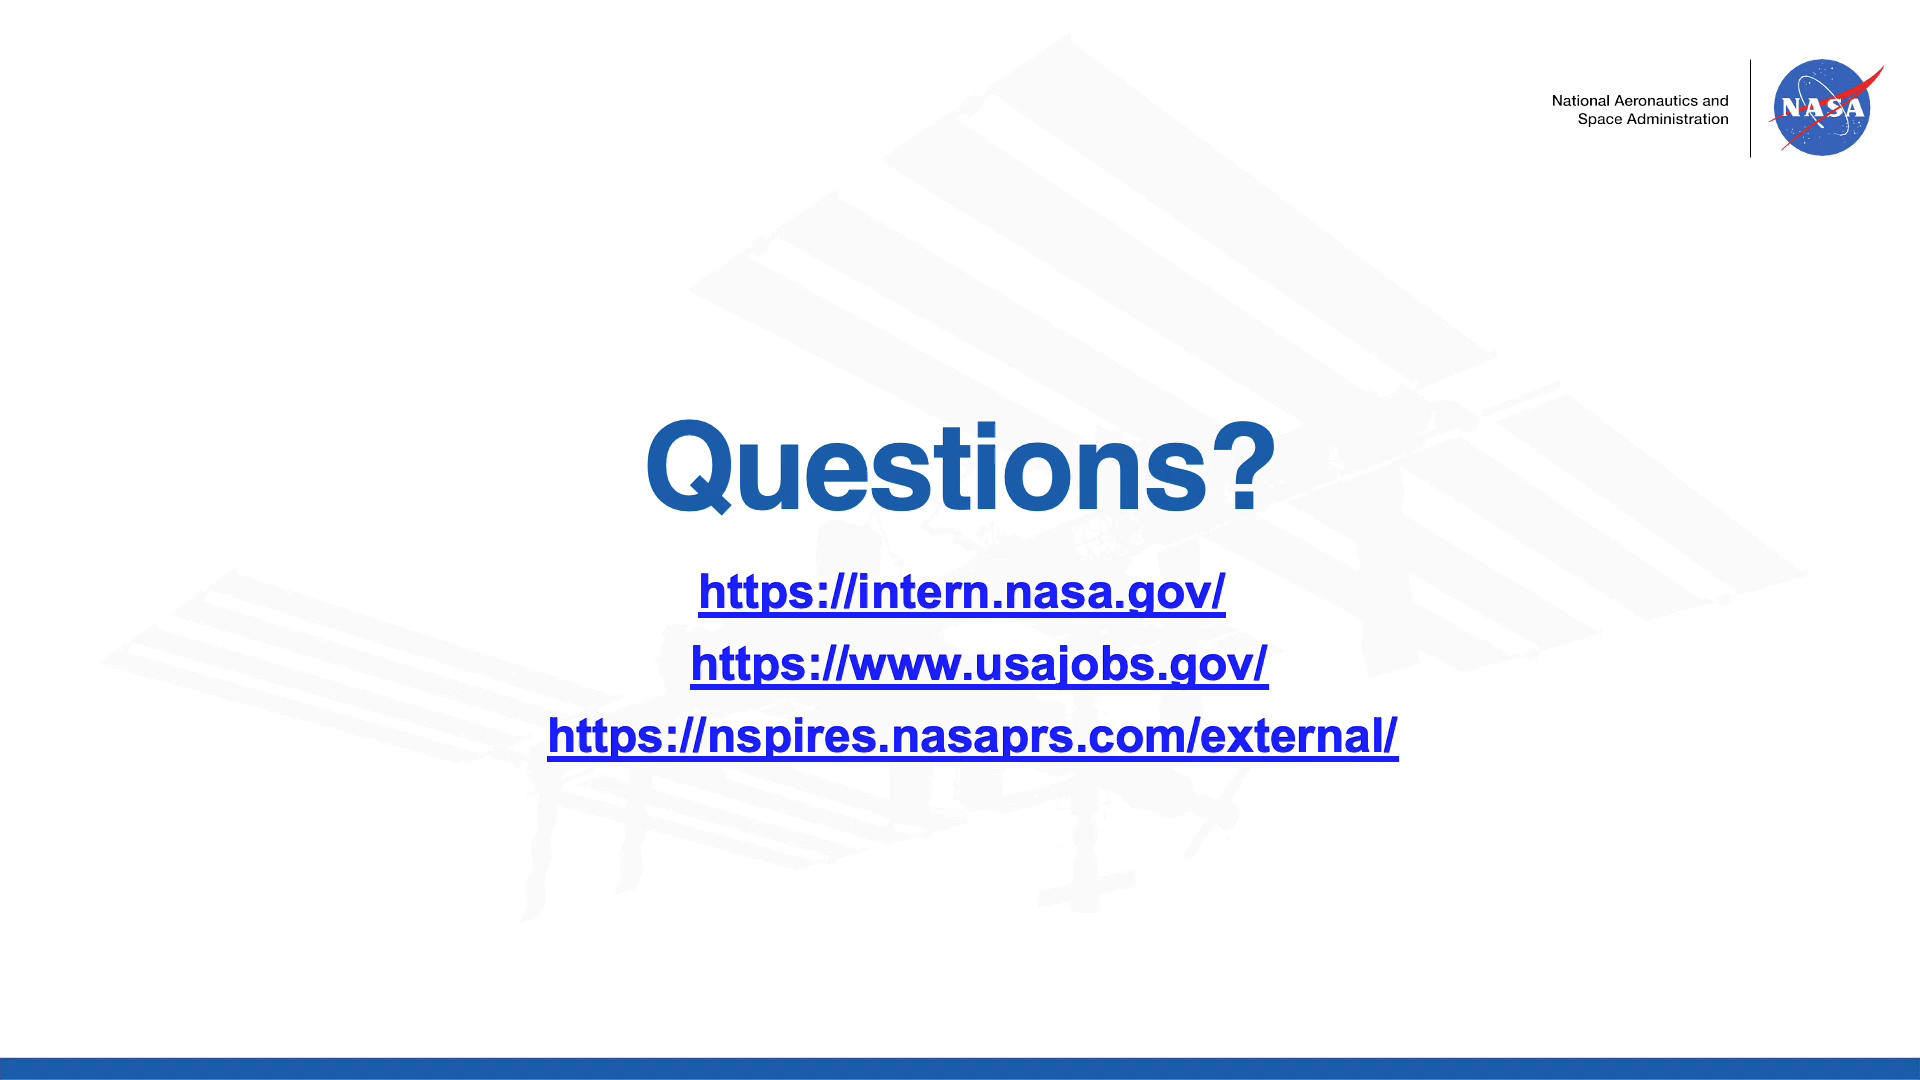 National Aeronautics and
Space Administration
NASA
Questions?
https://intern.nasa.gov/
https://www.usajobs.gov/
https://nspires.nasaprs.com/external/